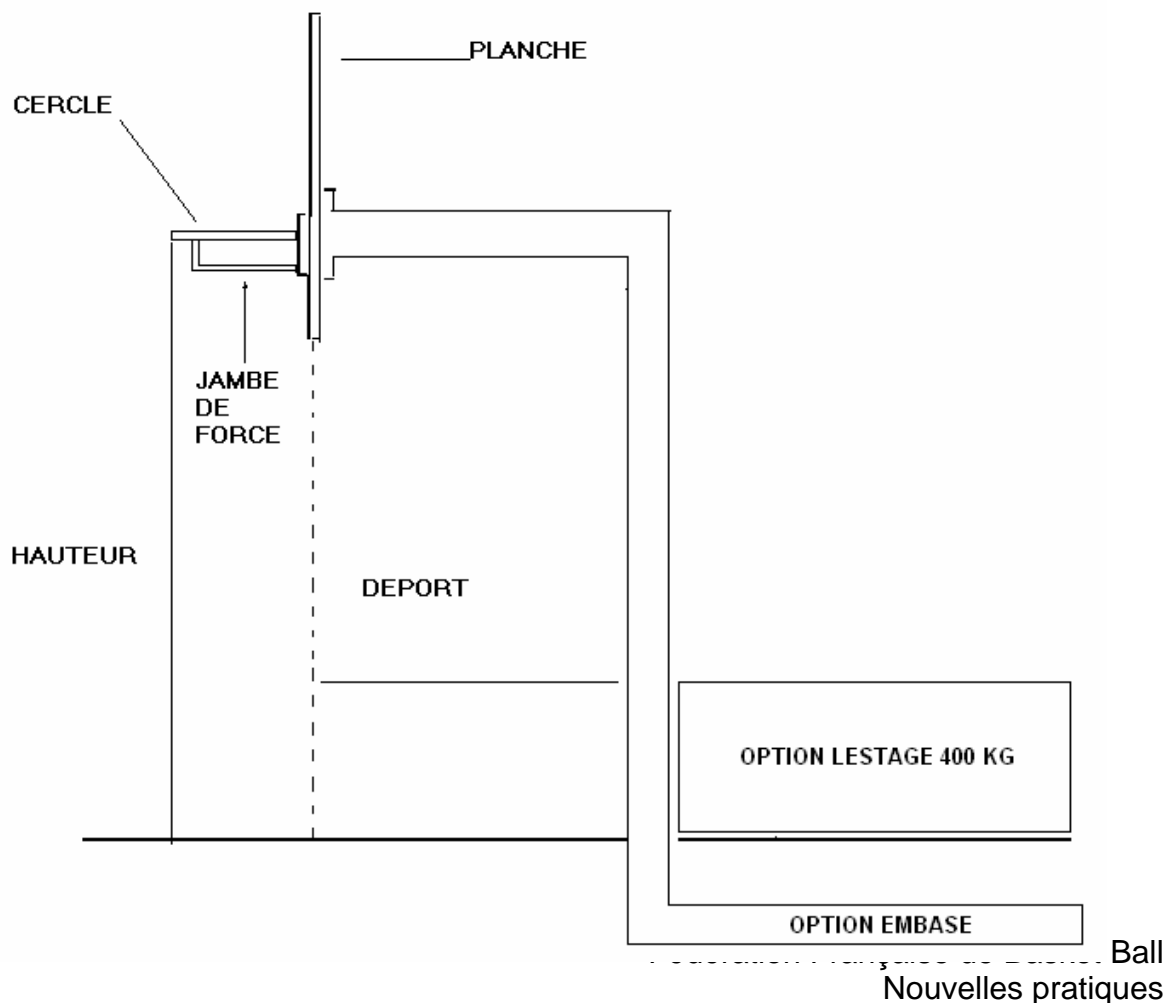 PLANCHE
CERCLE
JAMBE
DE
FORCE
HAUTEUR
DEPORT
OPTION LESTAGE 400 KG
OPTION EMBASE
Ball
Nouvelles pratiques